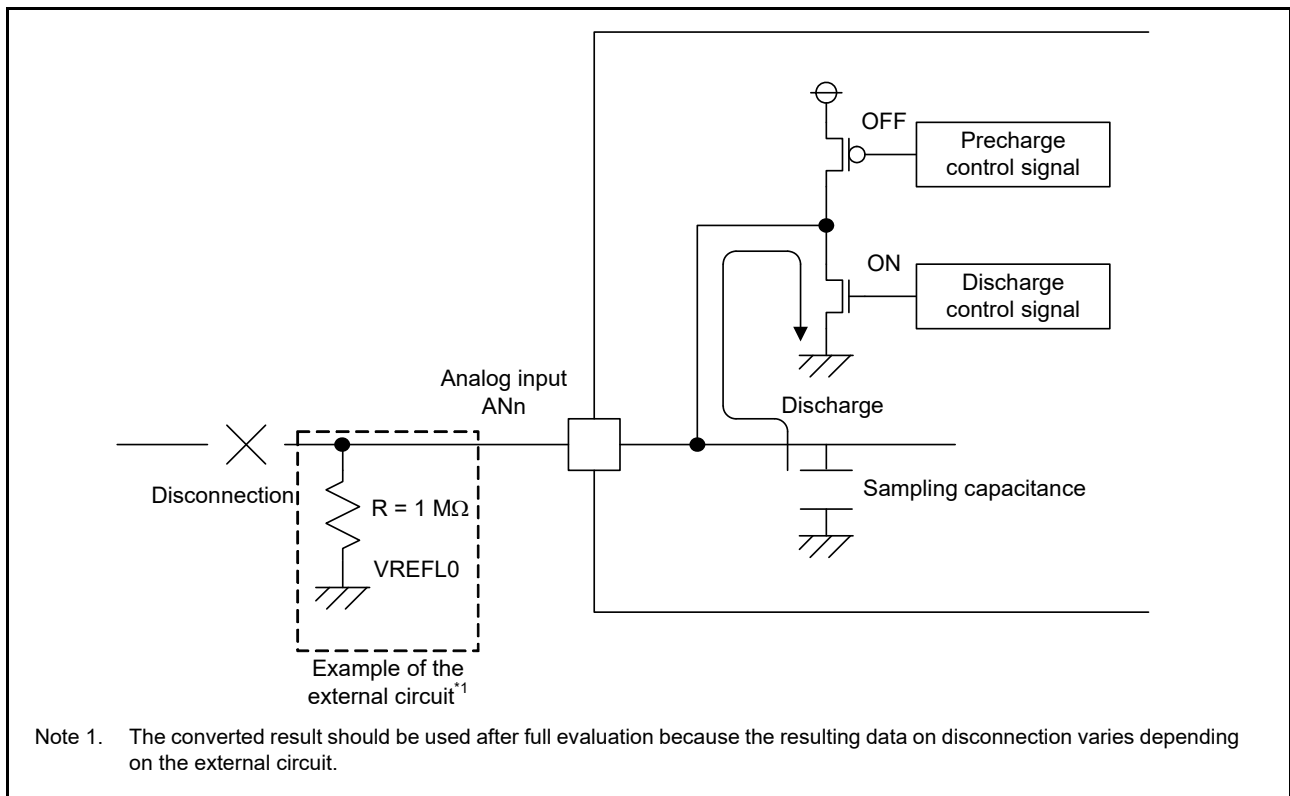 OFF
Precharge
control signal
ON
Discharge
control signal
Analog input
ANn
Discharge
Disconnection
R = 1 MΩ
Sampling capacitance
VREFL0
Example of the
external circuit*1
Note 1. The converted result should be used after full evaluation because the resulting data on disconnection varies depending
on the external circuit.